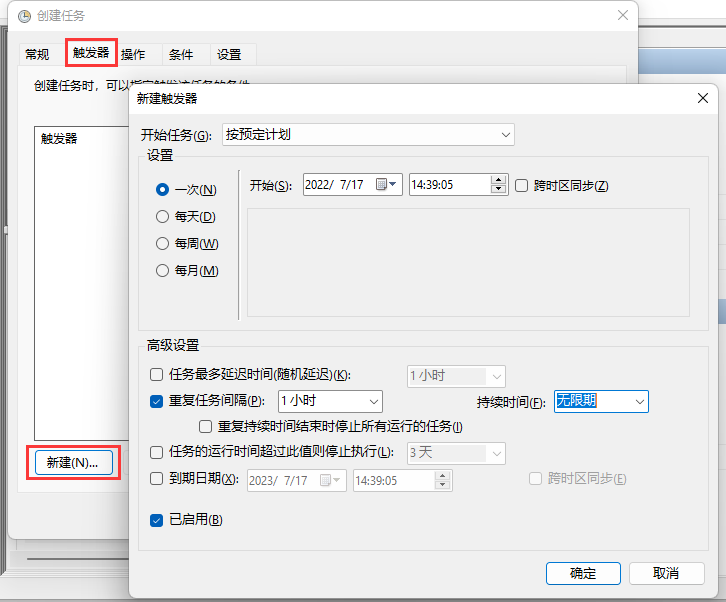 创建任务
常规 触发器 操作 条件 设置
创建任务时，可以指定触发该任务的条件
触发器
新建(N)...
新建触发器
开始任务(G): 按预定计划
设置
一次(N)
每天(D)
每周(W)
每月(M)
开始(S): 2022/ 7/17 14:39:05 跨时区同步(Z)
高级设置
任务最多延迟时间(随机延迟)(K): 1 小时
重复任务间隔(P): 1 小时 持续时间(F): 无限期
重复持续时间结束时停止所有运行的任务(I)
任务的运行时间超过此值则停止执行(L): 3 天
到期日期(X): 2023/ 7/17 14:39:05 跨时区同步(E)
已启用(B)
确定 取消